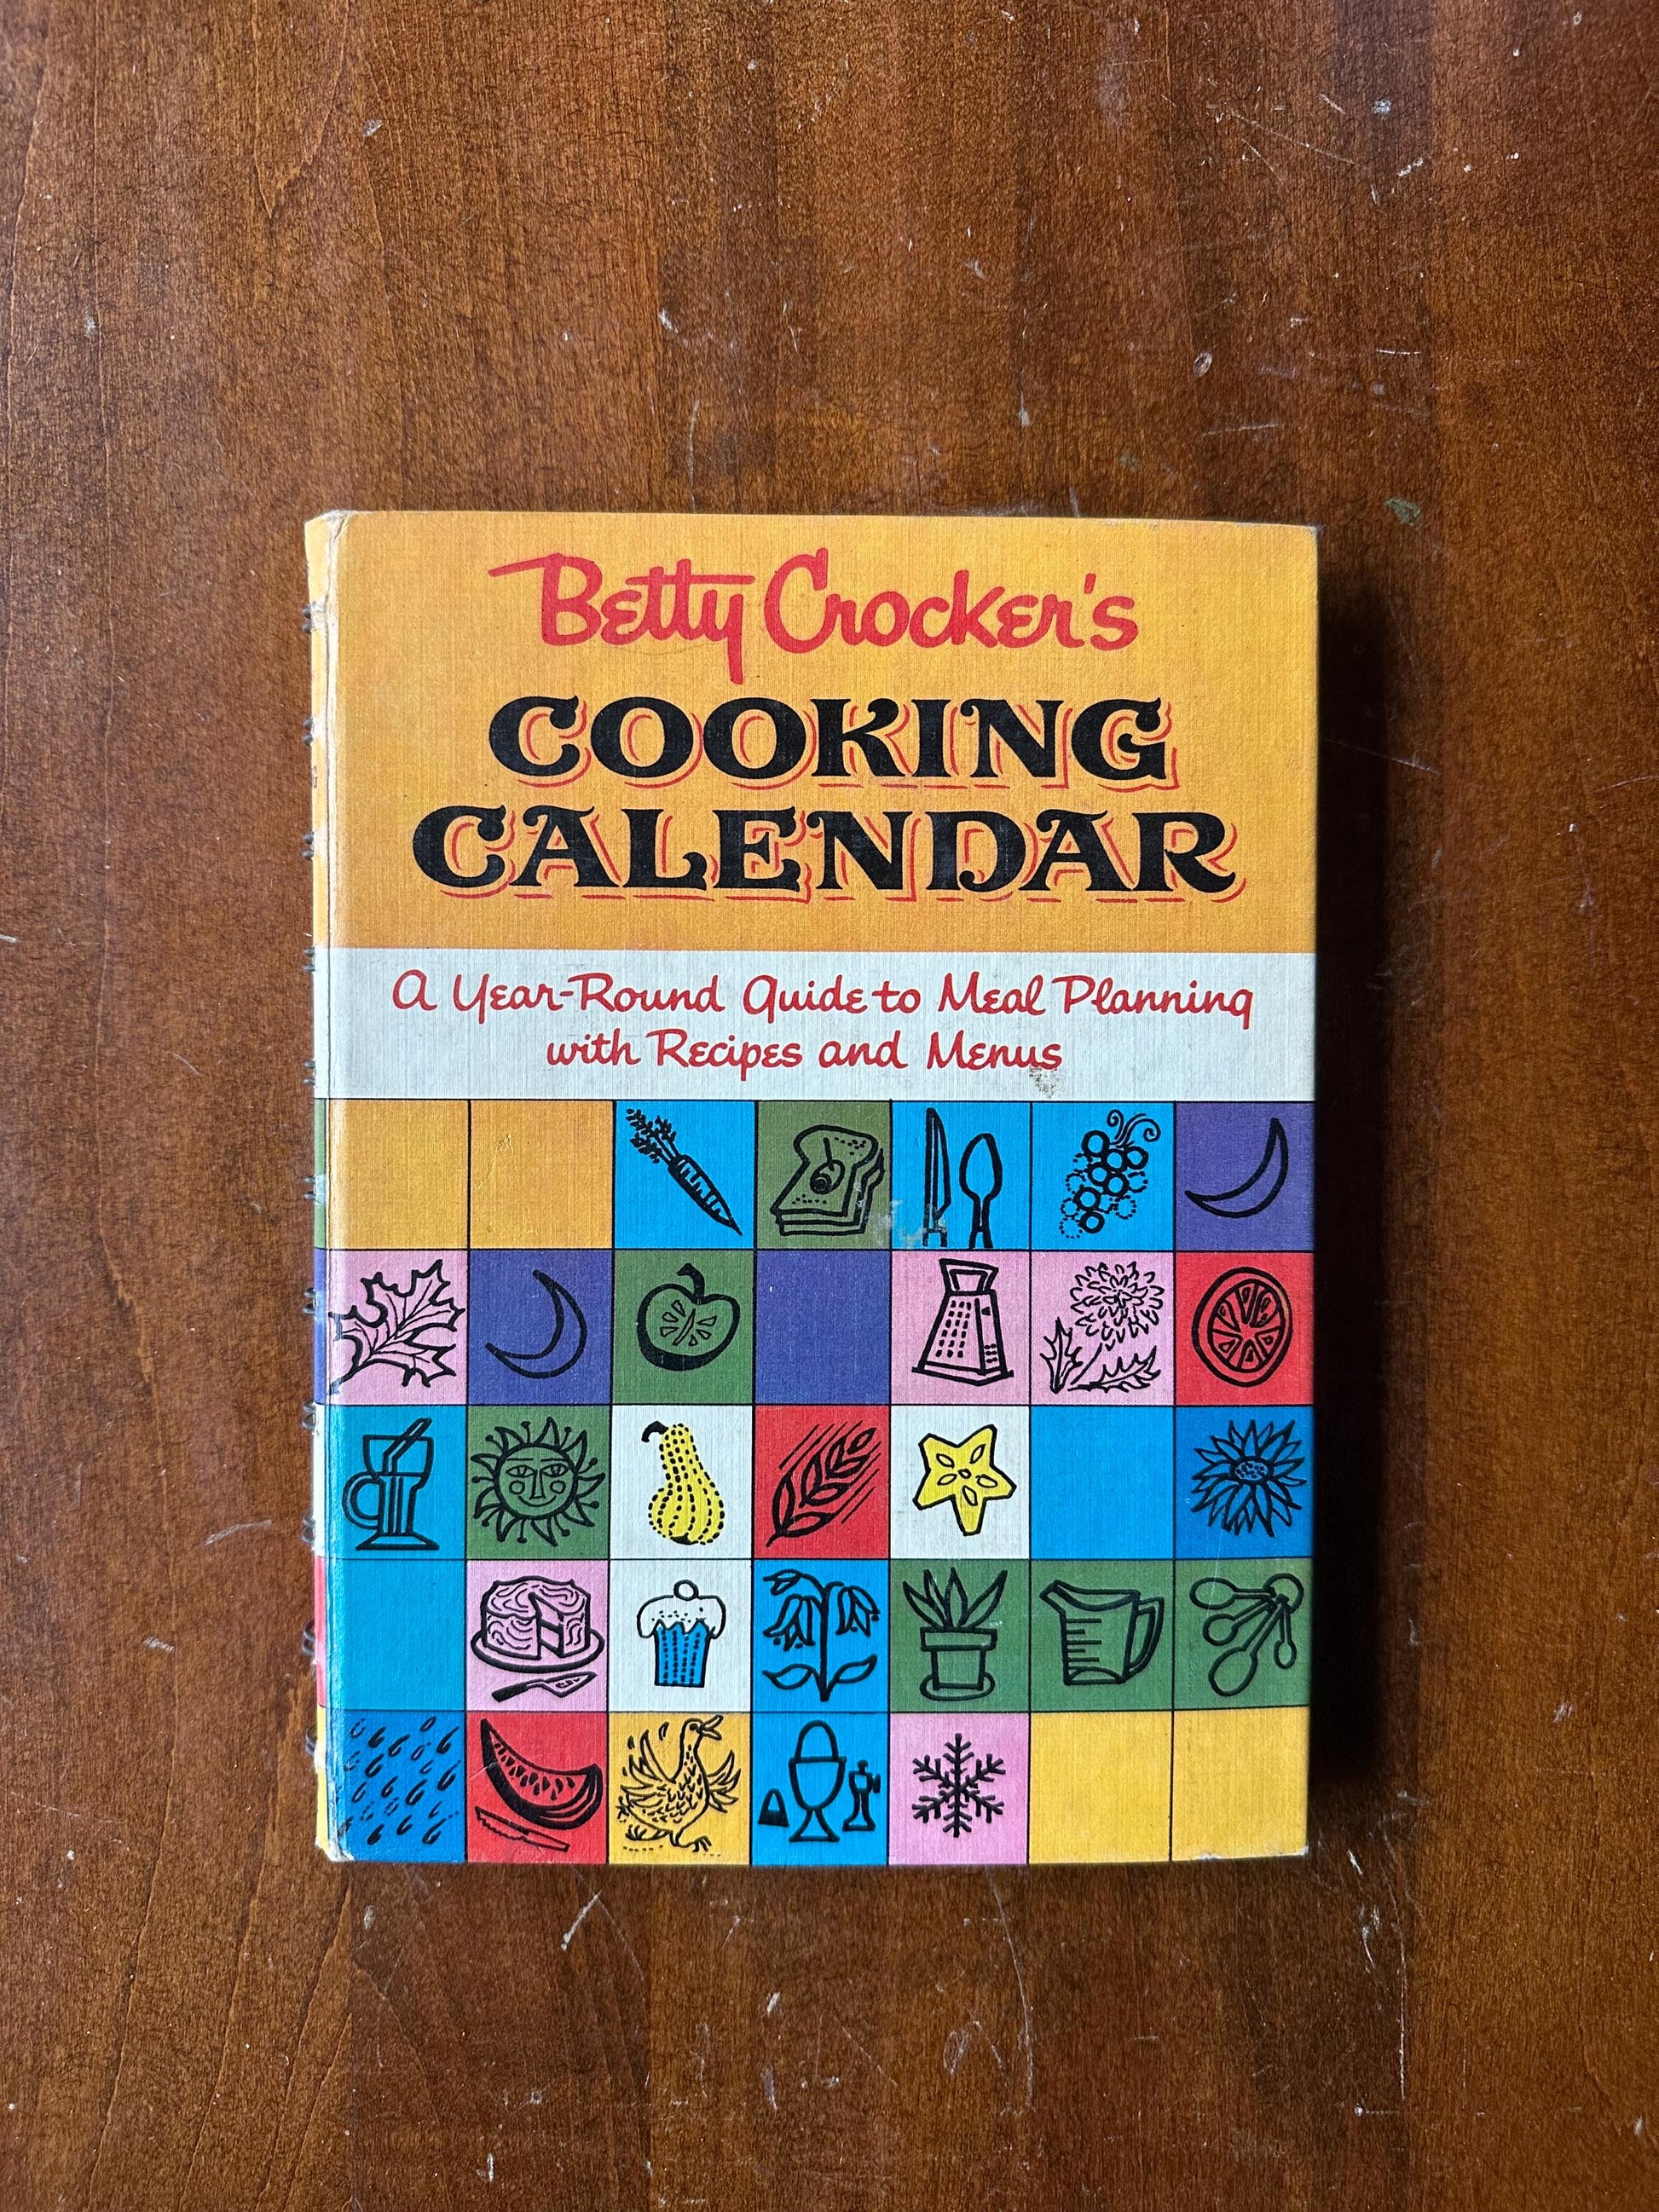 Betty Crocker's
COOKING
CALENDAR
A Year-Round Guide to Meal Planning
with Recipes and Menus